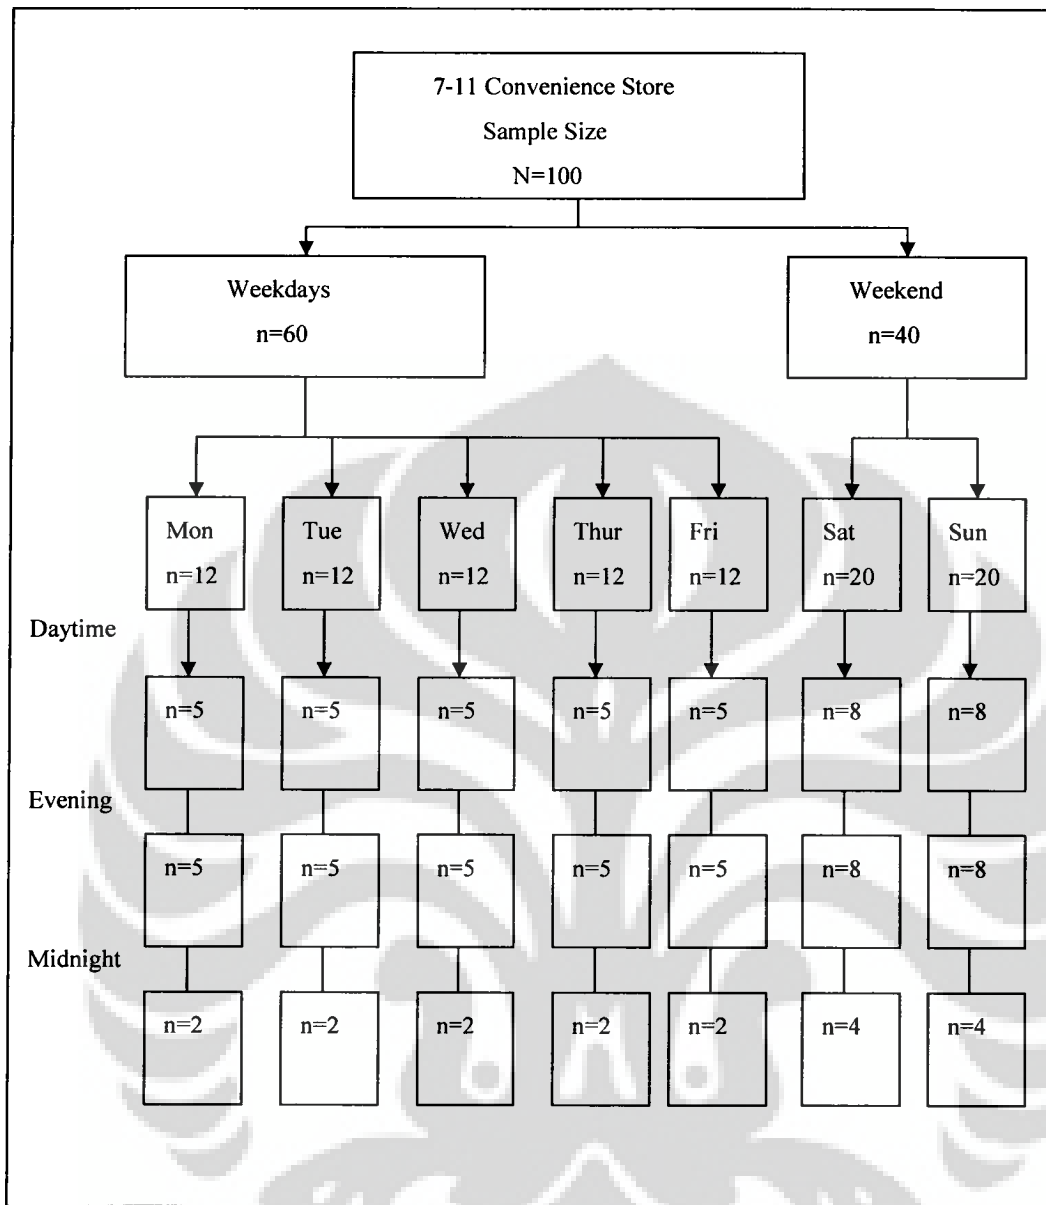 7-11 Convenience Store
Sample Size
N=100
Weekdays
n=60
Weekend
n=40
Mon
n=12
Tue
n=12
Wed
n=12
Thur
n=12
Fri
n=12
Sat
n=20
Sun
n=20
Daytime
n=5
n=5
n=5
n=5
n=5
n=8
n=8
Evening
n=5
n=5
n=5
n=5
n=5
n=8
n=8
Midnight
n=2
n=2
n=2
n=2
n=2
n=4
n=4